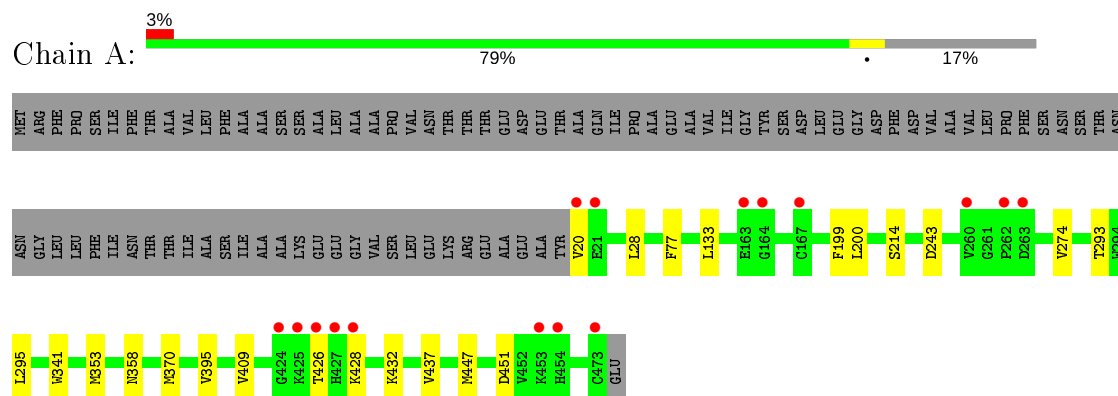 3%
Chain A:
79% • 17%
MET ARG PHE PRO SER ILE PHE THR ALA VAL LEU PHE ALA ALA SER SER ALA LEU ALA ALA PRO VAL ASN THR THR THR GLU ASP GLU THR ALA GLN ILE PRO ALA GLU ALA VAL ILE GLY TYR SER ASP LEU GLU GLY ASP PHE ASP VAL ALA VAL LEU PRO PHE SER ASN SER THR ASN
ASN GLY LEU LEU PHE ILE ASN THR THR ILE ALA SER ILE ALA ALA LYS GLU GLU GLY VAL SER LEU GLU LYS ARG GLU ALA GLU ALA TYR V20 E21 L28 F77 L133 E163 G164 C167 F199 L200 S214 D243 V260 G261 P262 D263 V274 T293 W294
L295 W341 M353 N358 M370 V395 V409 G424 K425 T426 H427 K428 K432 V437 M447 D451 V452 K453 H454 C473 GLU